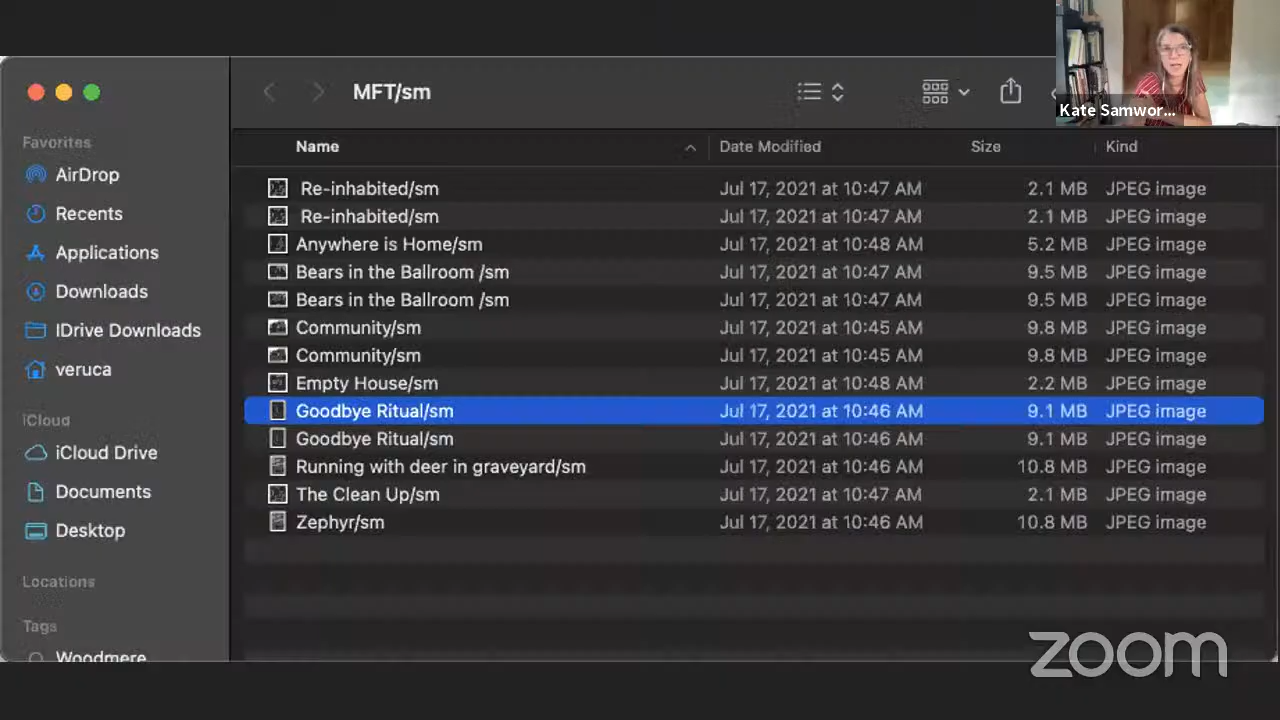 Kate Samwor...
MFT/sm
Favorites
AirDrop
Recents
Applications
Downloads
IDrive Downloads
veruca
iCloud
iCloud Drive
Documents
Desktop
Locations
Tags
Woodmere
Name Date Modified Size Kind
Re-inhabited/sm Jul 17, 2021 at 10:47 AM 2.1 MB JPEG image
Re-inhabited/sm Jul 17, 2021 at 10:47 AM 2.1 MB JPEG image
Anywhere is Home/sm Jul 17, 2021 at 10:48 AM 5.2 MB JPEG image
Bears in the Ballroom /sm Jul 17, 2021 at 10:47 AM 9.5 MB JPEG image
Bears in the Ballroom /sm Jul 17, 2021 at 10:47 AM 9.5 MB JPEG image
Community/sm Jul 17, 2021 at 10:45 AM 9.8 MB JPEG image
Community/sm Jul 17, 2021 at 10:45 AM 9.8 MB JPEG image
Empty House/sm Jul 17, 2021 at 10:48 AM 2.2 MB JPEG image
Goodbye Ritual/sm Jul 17, 2021 at 10:46 AM 9.1 MB JPEG image
Goodbye Ritual/sm Jul 17, 2021 at 10:46 AM 9.1 MB JPEG image
Running with deer in graveyard/sm Jul 17, 2021 at 10:46 AM 10.8 MB JPEG image
The Clean Up/sm Jul 17, 2021 at 10:47 AM 2.1 MB JPEG image
Zephyr/sm Jul 17, 2021 at 10:46 AM 10.8 MB JPEG image
zoom